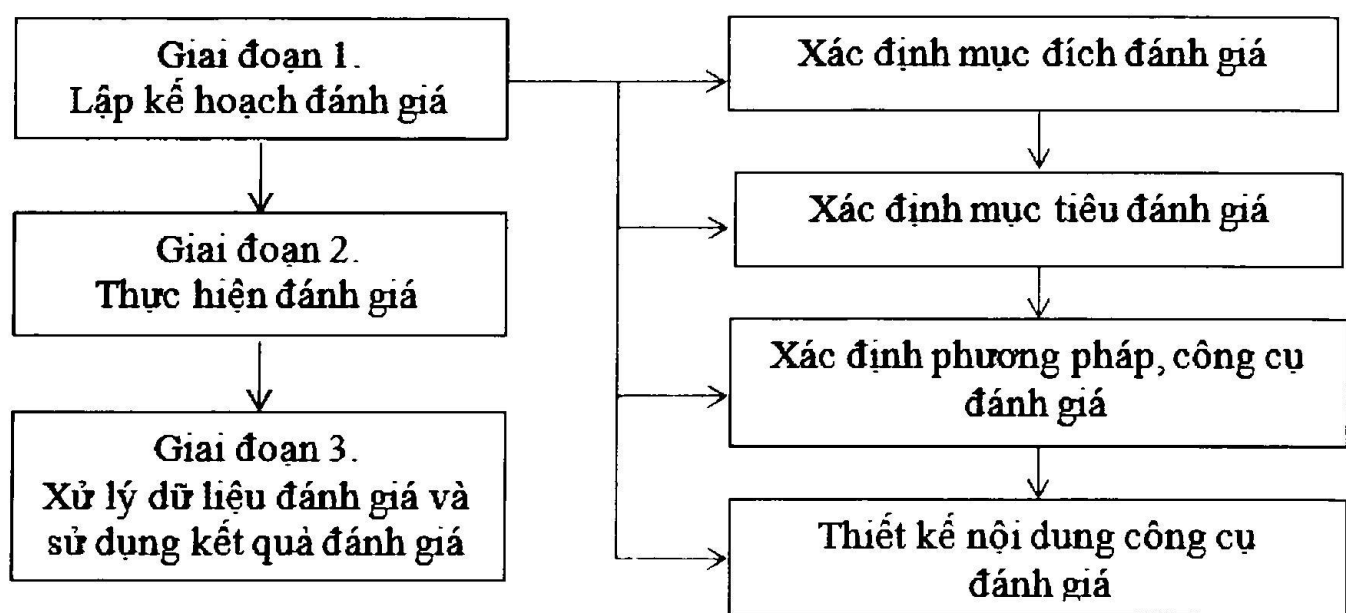 Giai đoạn 1.
Lập kế hoạch đánh giá
Giai đoạn 2.
Thực hiện đánh giá
Giai đoạn 3.
Xử lý dữ liệu đánh giá và
sử dụng kết quả đánh giá
Xác định mục đích đánh giá
Xác định mục tiêu đánh giá
Xác định phương pháp, công cụ
đánh giá
Thiết kế nội dung công cụ
đánh giá